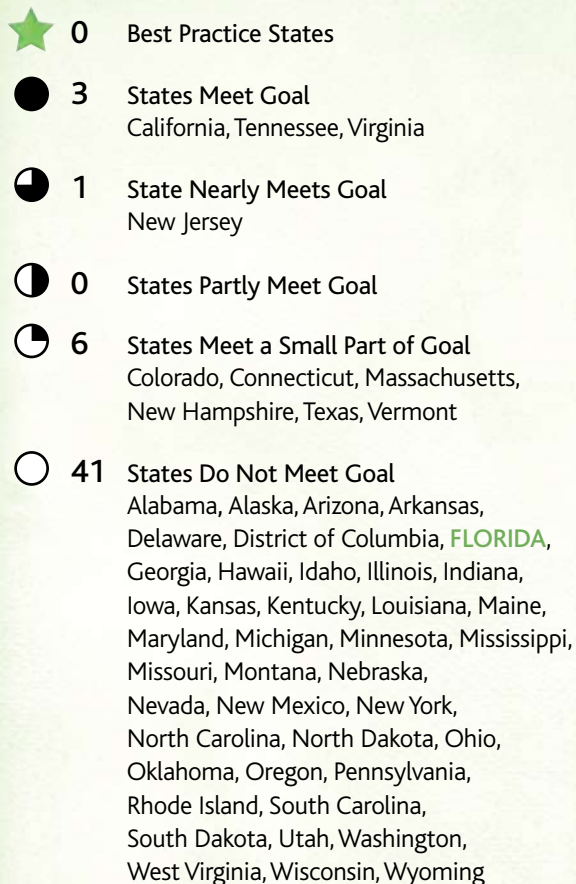 0 Best Practice States
3 States Meet Goal
California, Tennessee, Virginia
1 State Nearly Meets Goal
New Jersey
0 States Partly Meet Goal
6 States Meet a Small Part of Goal
Colorado, Connecticut, Massachusetts,
New Hampshire, Texas, Vermont
41 States Do Not Meet Goal
Alabama, Alaska, Arizona, Arkansas,
Delaware, District of Columbia, FLORIDA,
Georgia, Hawaii, Idaho, Illinois, Indiana,
Iowa, Kansas, Kentucky, Louisiana, Maine,
Maryland, Michigan, Minnesota, Mississippi,
Missouri, Montana, Nebraska,
Nevada, New Mexico, New York,
North Carolina, North Dakota, Ohio,
Oklahoma, Oregon, Pennsylvania,
Rhode Island, South Carolina,
South Dakota, Utah, Washington,
West Virginia, Wisconsin, Wyoming